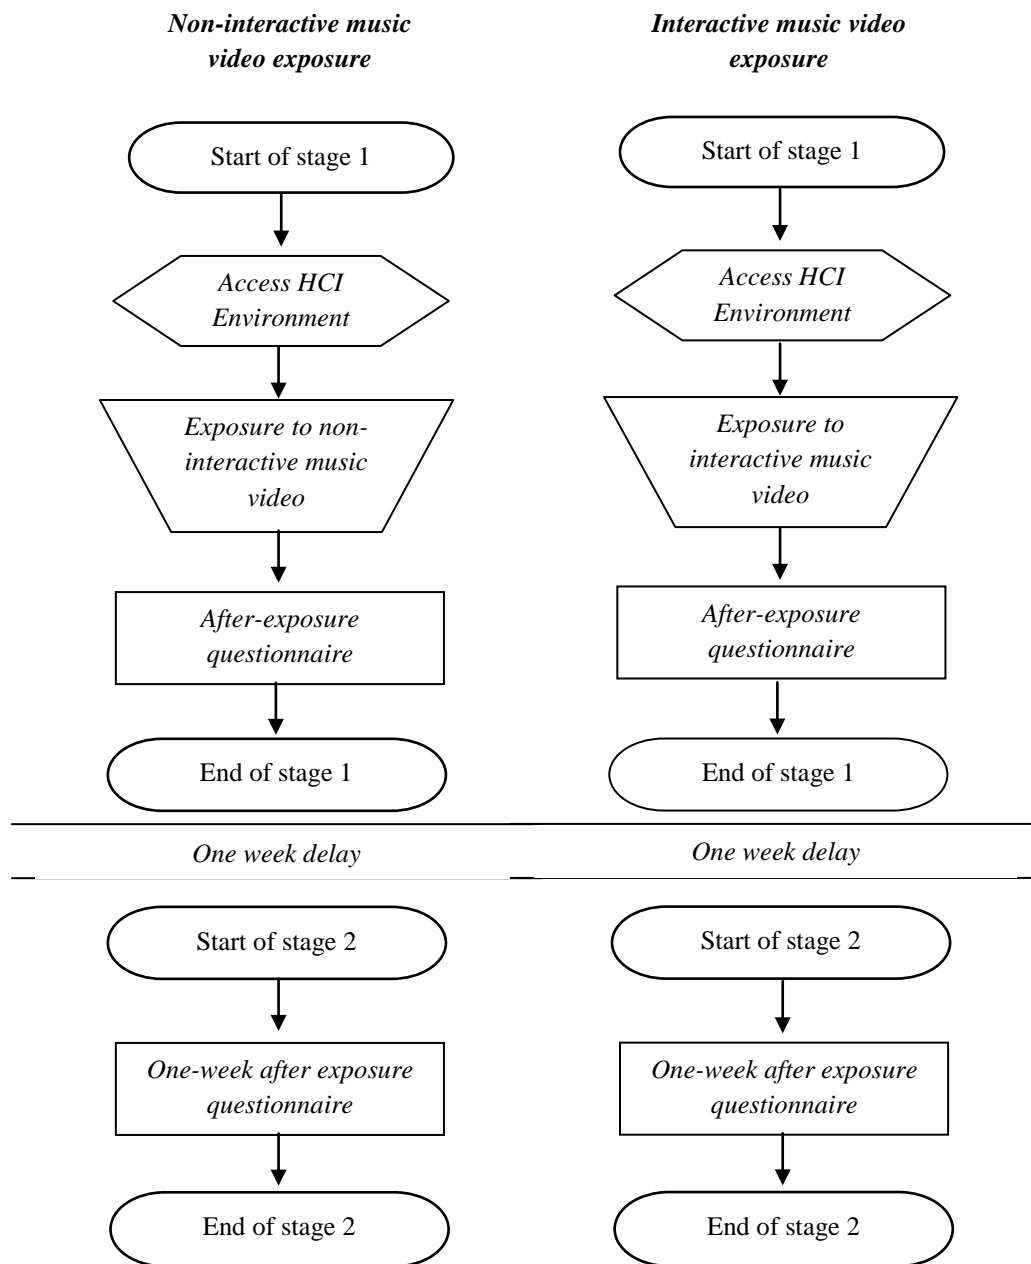 Non-interactive music
video exposure
Start of stage 1
Access HCI
Environment
Exposure to non-
interactive music
video
After-exposure
questionnaire
End of stage 1
One week delay
Start of stage 2
One-week after exposure
questionnaire
End of stage 2
Interactive music video
exposure
Start of stage 1
Access HCI
Environment
Exposure to
interactive music
video
After-exposure
questionnaire
End of stage 1
One week delay
Start of stage 2
One-week after exposure
questionnaire
End of stage 2